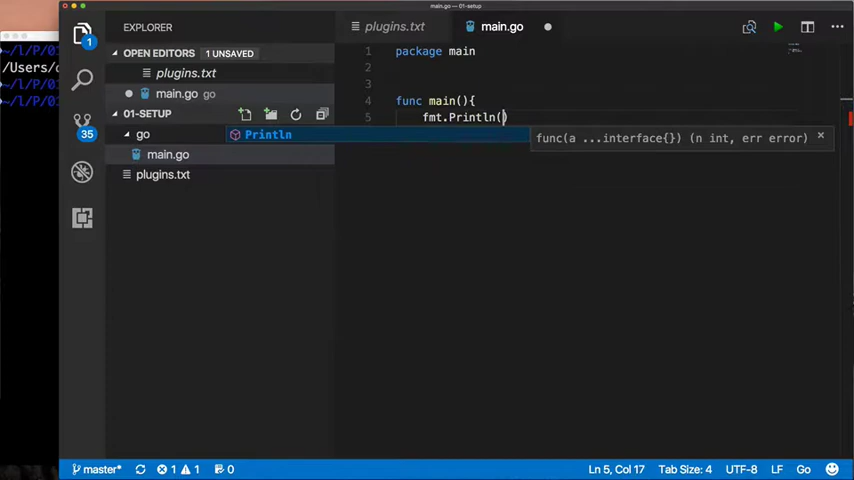 main.go — 01-setup
~/l/P/01
/Users/c
~/l/P/01
~/l/P/01
1
35
EXPLORER
OPEN EDITORS 1 UNSAVED
plugins.txt
main.go go
01-SETUP
go
main.go
plugins.txt
plugins.txt
main.go
1 package main
2
3
4 func main(){
5 fmt.Println()
Println
func(a ...interface{}) (n int, err error) ×
master* 1 1 0
Ln 5, Col 17 Tab Size: 4 UTF-8 LF Go